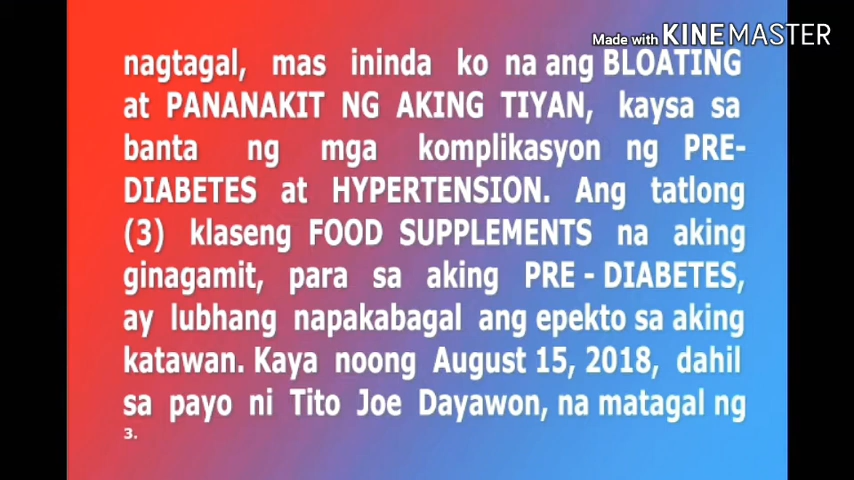 Made with KINEMASTER
nagtagal, mas ininda ko na ang BLOATING
at PANANAKIT NG AKING TIYAN, kaysa sa
banta ng mga komplikasyon ng PRE-
DIABETES at HYPERTENSION. Ang tatlong
(3) klaseng FOOD SUPPLEMENTS na aking
ginagamit, para sa aking PRE - DIABETES,
ay lubhang napakabagal ang epekto sa aking
katawan. Kaya noong August 15, 2018, dahil
sa payo ni Tito Joe Dayawon, na matagal ng
3.